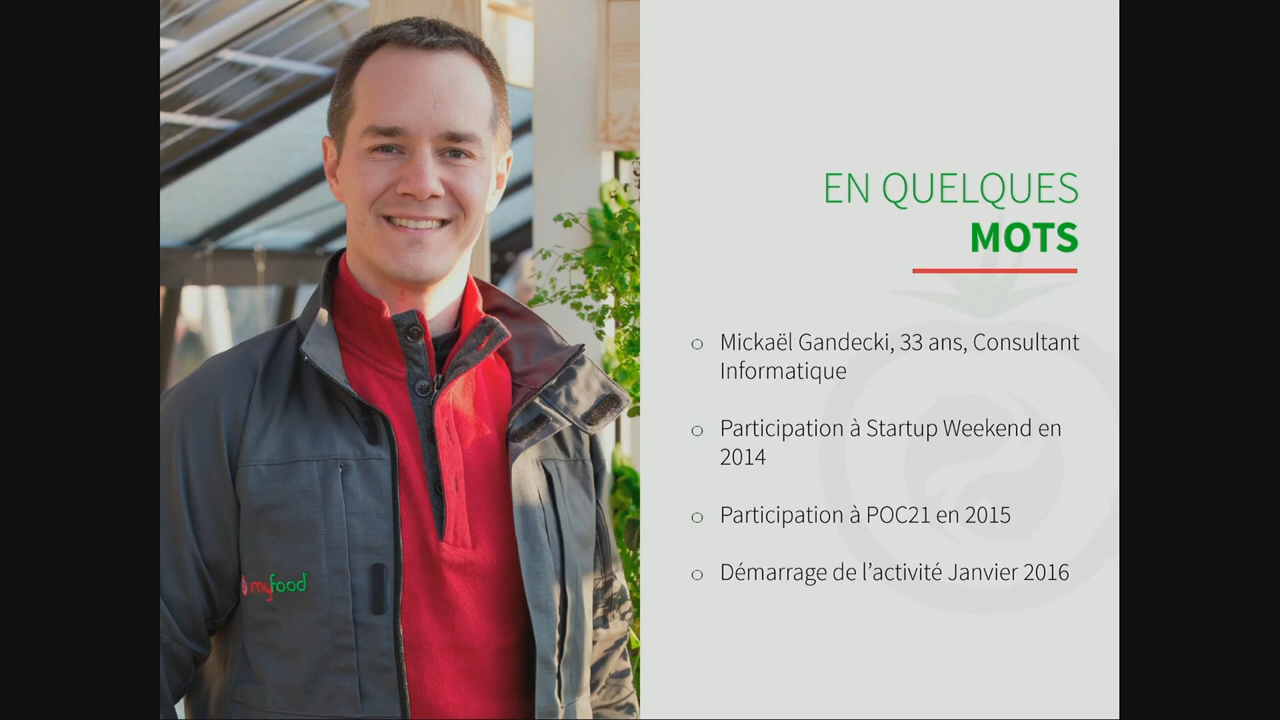 EN QUELQUES
MOTS
Mickaël Gandecki, 33 ans, Consultant
Informatique
Participation à Startup Weekend en
2014
Participation à POC21 en 2015
Démarrage de l’activité Janvier 2016
myfood